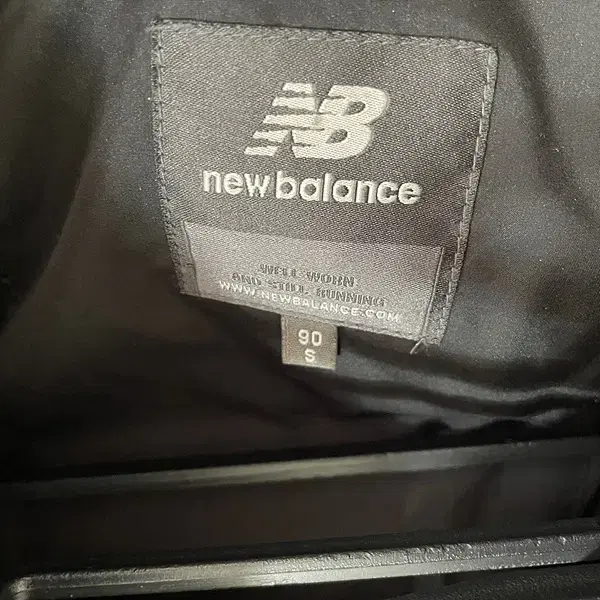 NB
new balance
WELL-WORN
AND STILL RUNNING
WWW.NEWBALANCE.COM
90
S